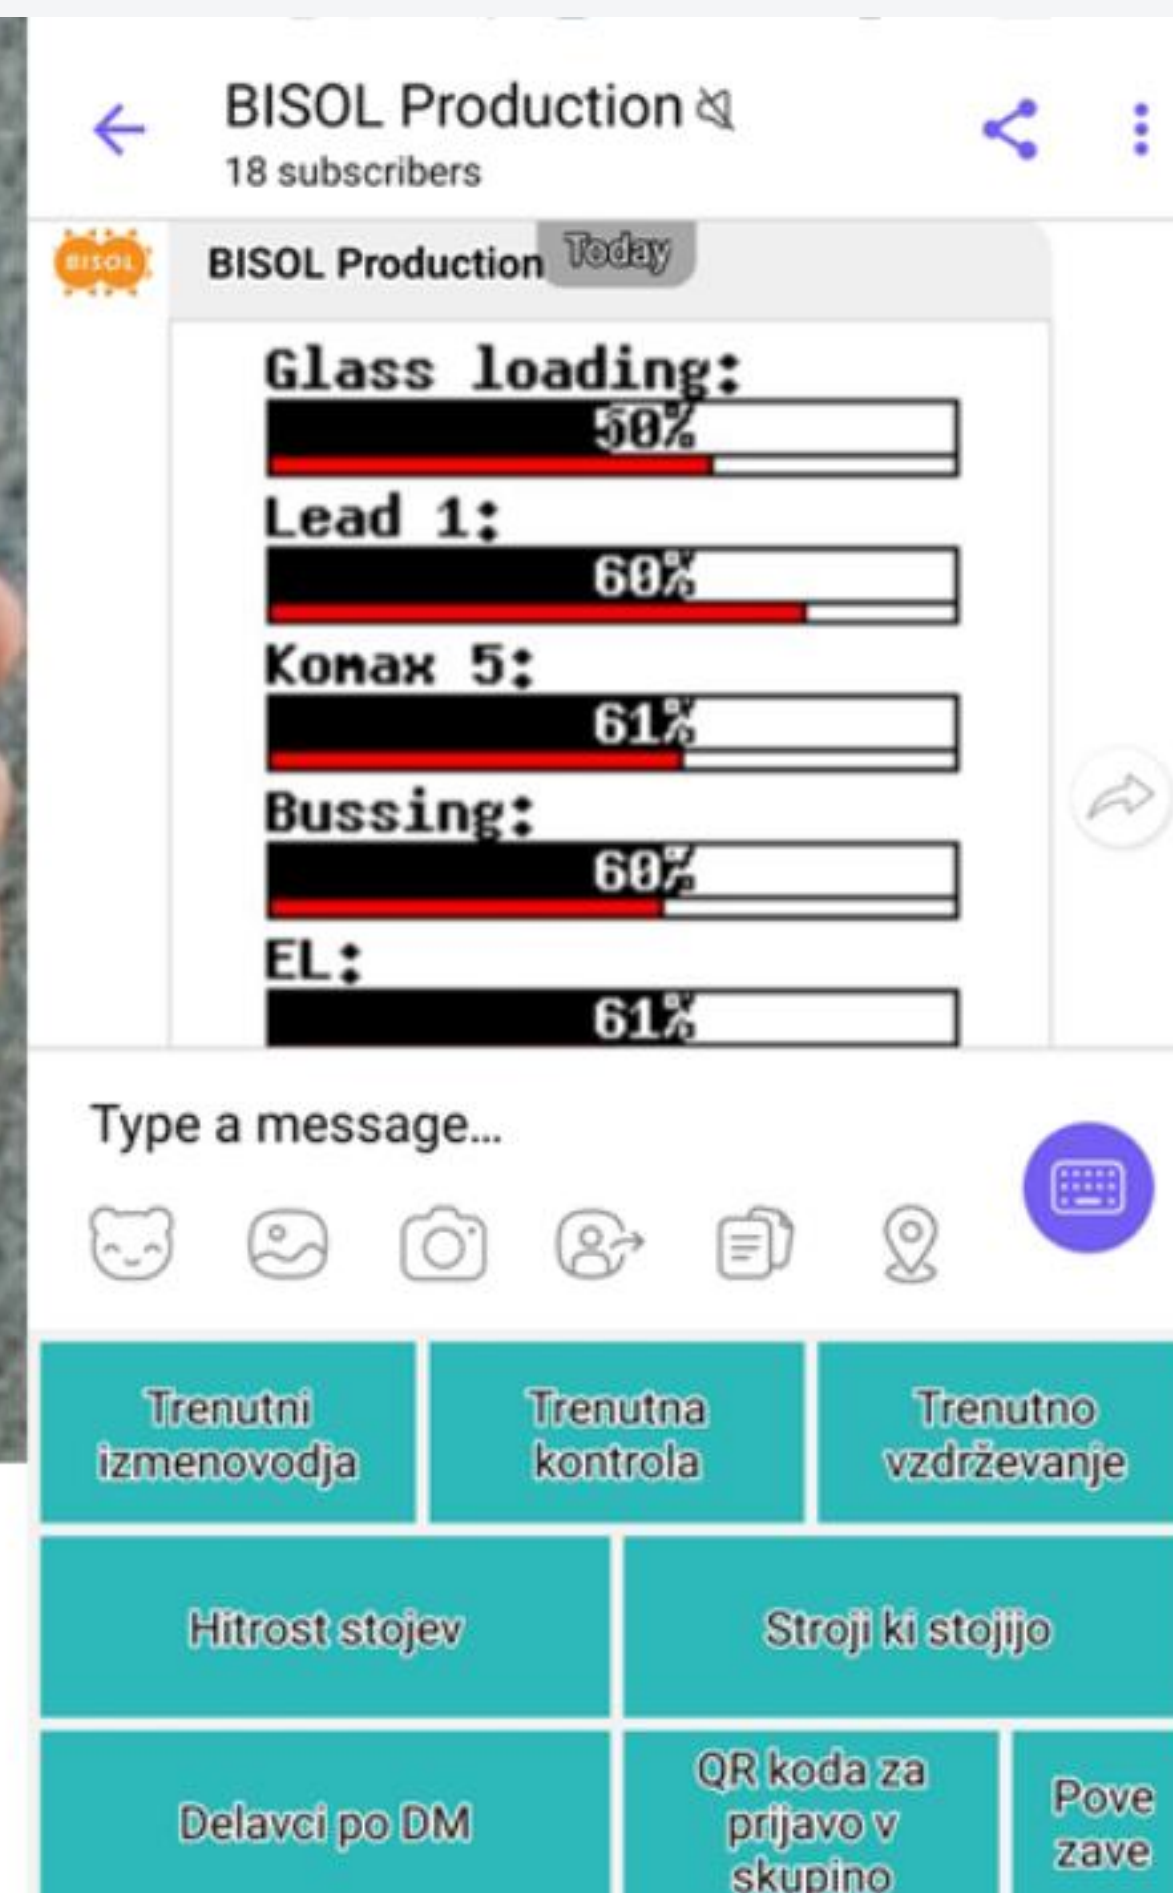 BISOL Production
18 subscribers
BISOL
BISOL Production
Today
Glass loading:
50%
Lead 1:
60%
Komax 5:
61%
Bussing:
60%
EL:
61%
Type a message...
Trenutni
izmenovodja
Trenutna
kontrola
Trenutno
vzdrževanje
Hitrost stojev
Stroji ki stojijo
Delavci po DM
QR koda za
prijavo v
skupino
Pove
zave